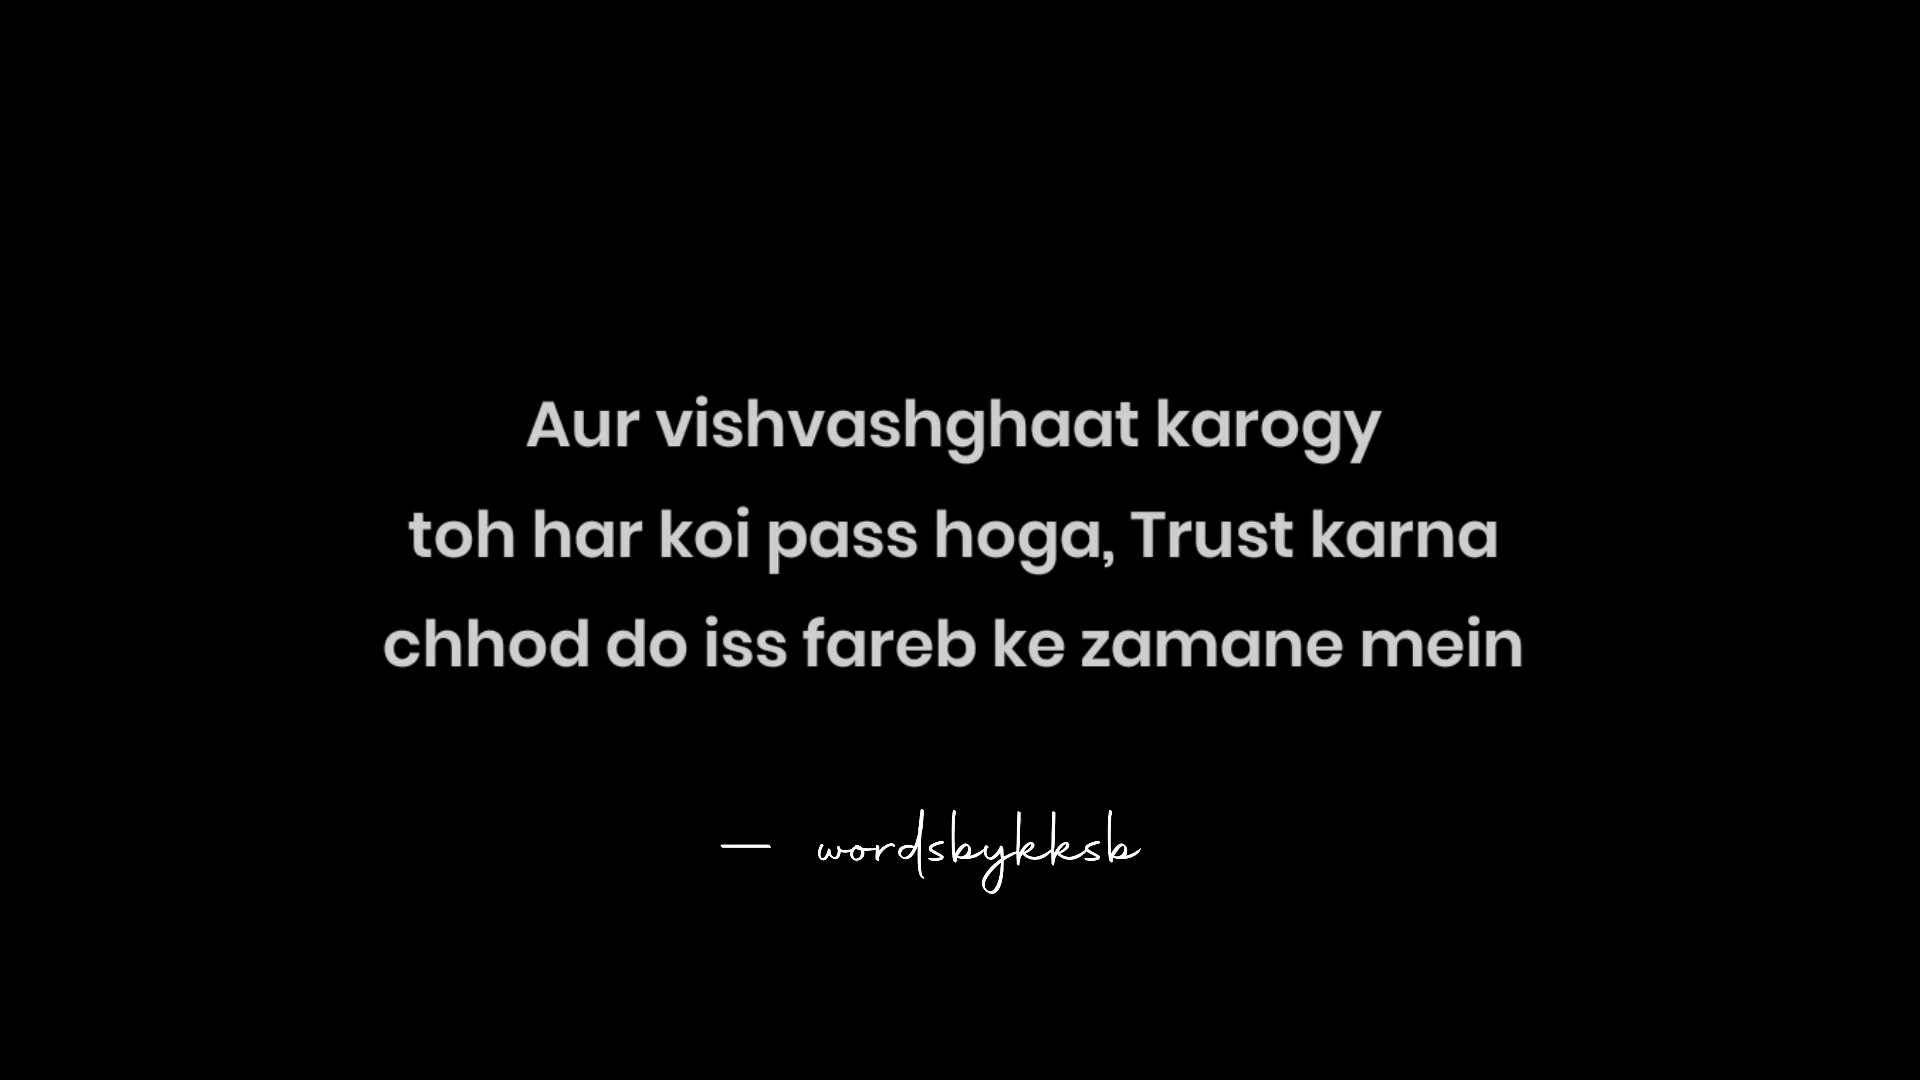 Aur vishvashghaat karogy
toh har koi pass hoga, Trust karna
chhod do iss fareb ke zamane mein
— wordsbykksb